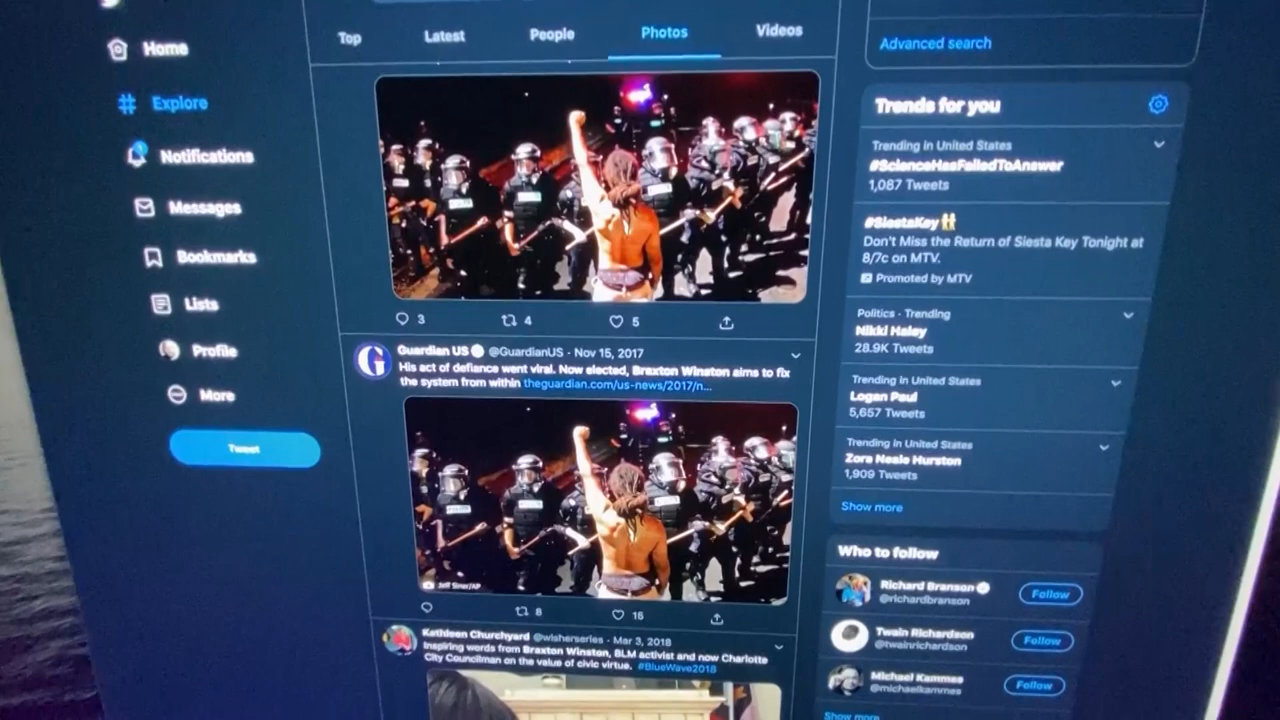 Home
Explore
Notifications
Messages
Bookmarks
Lists
Profile
More
Tweet
Top
Latest
People
Photos
Videos
3
4
5
Guardian US @GuardianUS · Nov 15, 2017
His act of defiance went viral. Now elected, Braxton Winston aims to fix
the system from within theguardian.com/us-news/2017/n...
Jeff Siner/AP
8
16
Kathleen Churchyard @wisherseries · Mar 3, 2018
Inspiring words from Braxton Winston, BLM activist and now Charlotte
City Councilman on the value of civic virtue. #BlueWave2018
Advanced search
Trends for you
Trending in United States
#ScienceHasFailedToAnswer
1,087 Tweets
#SiestaKey
Don't Miss the Return of Siesta Key Tonight at
8/7c on MTV.
Promoted by MTV
Politics · Trending
Nikki Haley
28.9K Tweets
Trending in United States
Logan Paul
5,657 Tweets
Trending in United States
Zora Neale Hurston
1,909 Tweets
Show more
Who to follow
Richard Branson
@richardbranson
Follow
Twain Richardson
@twainrichardson
Follow
Michael Kammes
@michaelkammes
Follow
Show more